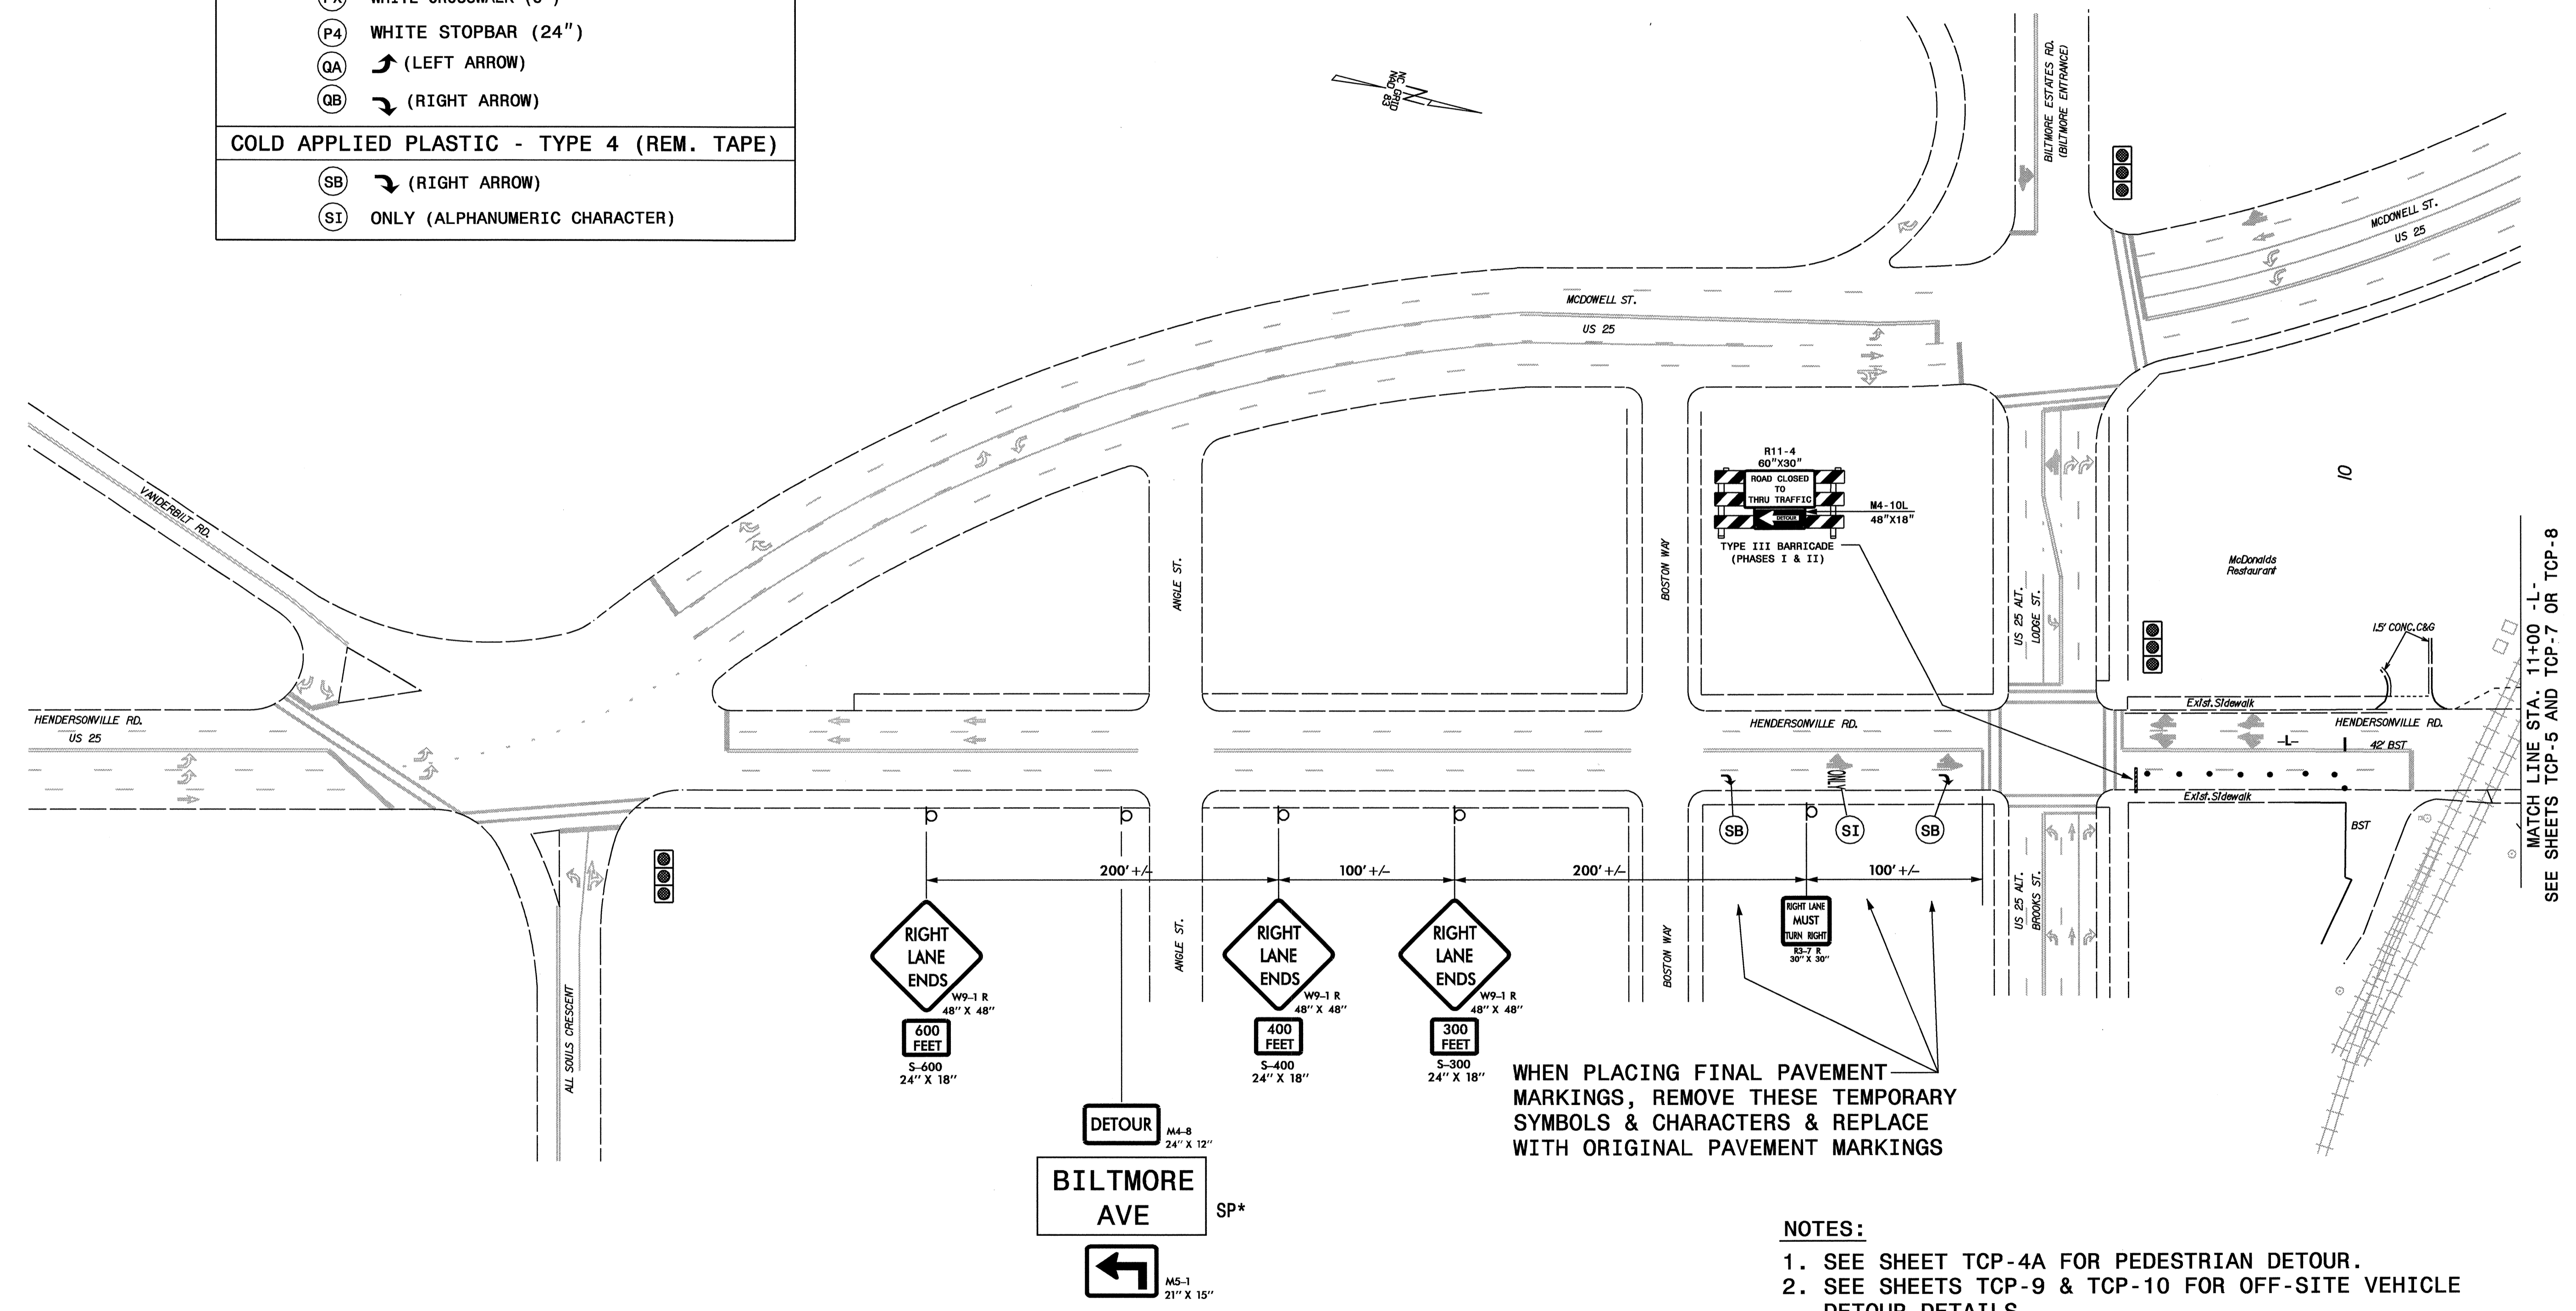 PX WHITE CROSSWALK (8")
P4 WHITE STOPBAR (24")
QA (LEFT ARROW)
QB (RIGHT ARROW)
COLD APPLIED PLASTIC - TYPE 4 (REM. TAPE)
SB (RIGHT ARROW)
SI ONLY (ALPHANUMERIC CHARACTER)
NC GRID
NAD 83
N
BILTMORE ESTATES RD.
(BILTMORE ENTRANCE)
MCDOWELL ST.
US 25
MCDOWELL ST.
US 25
VANDERBILT RD.
R11-4
60"X30"
ROAD CLOSED
TO
THRU TRAFFIC
DETOUR
M4-10L
48"X18"
TYPE III BARRICADE
(PHASES I & II)
ANGLE ST.
BOSTON WAY
US 25 ALT.
LODGE ST.
McDonalds
Restaurant
10
1.5' CONC.C&G
MATCH LINE STA. 11+00 -L-
SEE SHEETS TCP-5 AND TCP-7 OR TCP-8
HENDERSONVILLE RD.
US 25
HENDERSONVILLE RD.
Exist.Sidewalk
HENDERSONVILLE RD.
-L-
42' BST
ONLY
Exist.Sidewalk
BST
SB
SI
SB
200' +/-
100' +/-
200' +/-
100' +/-
ALL SOULS CRESCENT
ANGLE ST.
BOSTON WAY
US 25 ALT.
BROOKS ST.
RIGHT
LANE
ENDS
W9-1 R
48" X 48"
600
FEET
S-600
24" X 18"
RIGHT
LANE
ENDS
W9-1 R
48" X 48"
400
FEET
S-400
24" X 18"
RIGHT
LANE
ENDS
W9-1 R
48" X 48"
300
FEET
S-300
24" X 18"
RIGHT LANE
MUST
TURN RIGHT
R3-7 R
30" X 30"
WHEN PLACING FINAL PAVEMENT
MARKINGS, REMOVE THESE TEMPORARY
SYMBOLS & CHARACTERS & REPLACE
WITH ORIGINAL PAVEMENT MARKINGS
DETOUR
M4-8
24" X 12"
BILTMORE
AVE
SP*
M5-1
21" X 15"
NOTES:
1. SEE SHEET TCP-4A FOR PEDESTRIAN DETOUR.
2. SEE SHEETS TCP-9 & TCP-10 FOR OFF-SITE VEHICLE
DETOUR DETAILS